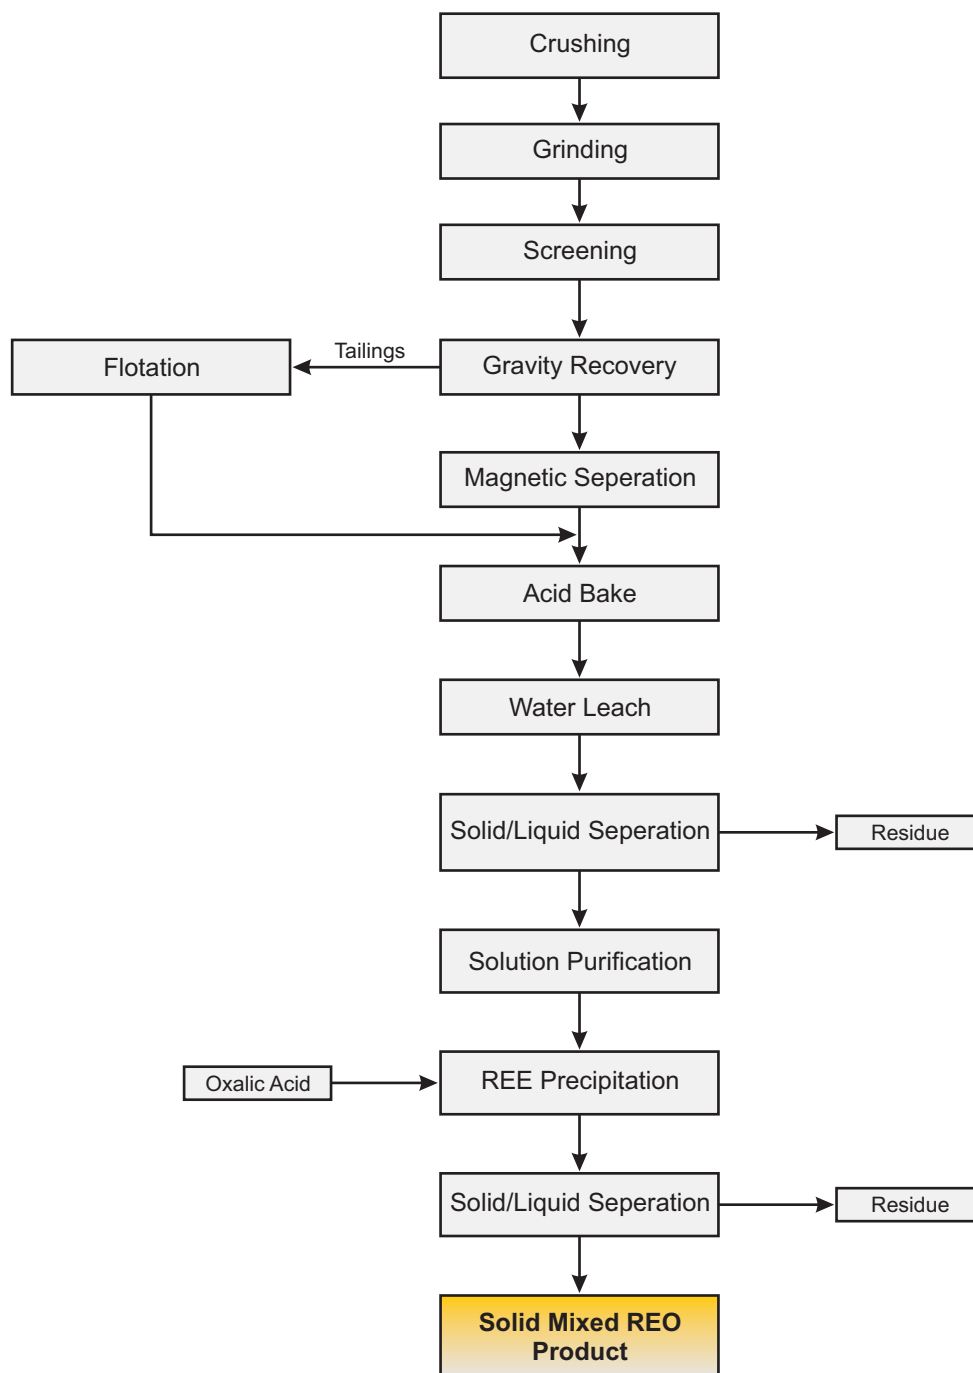 Crushing
Grinding
Screening
Tailings
Flotation
Gravity Recovery
Magnetic Seperation
Acid Bake
Water Leach
Solid/Liquid Seperation
Residue
Solution Purification
Oxalic Acid
REE Precipitation
Solid/Liquid Seperation
Residue
Solid Mixed REO
Product